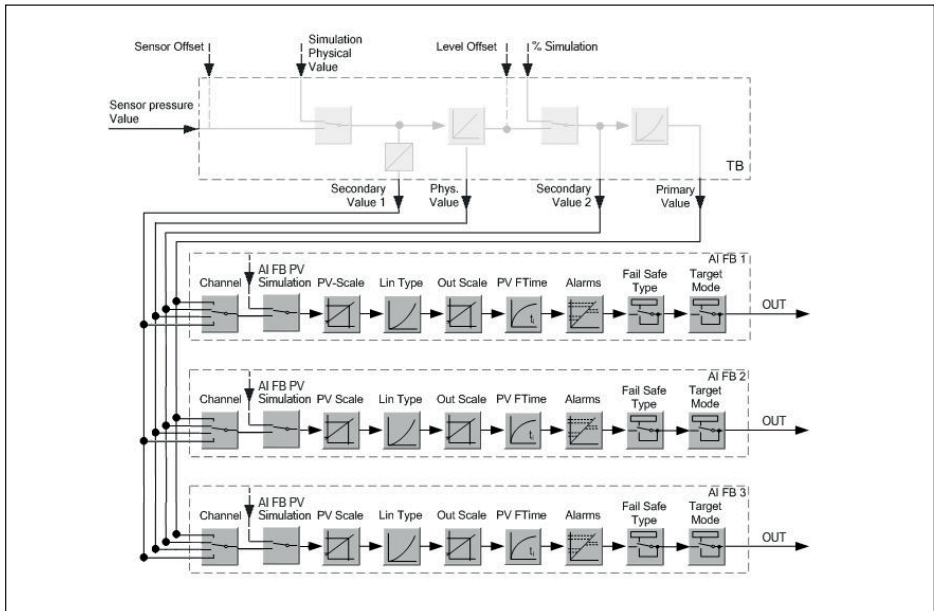 Sensor Offset
Simulation
Physical
Value
Level Offset
% Simulation
Sensor pressure
Value
TB
Secondary
Value 1
Phys.
Value
Secondary
Value 2
Primary
Value
AI FB 1
AI FB PV
Simulation
Channel
PV-Scale
Lin Type
Out Scale
PV FTime
Alarms
Fail Safe
Type
Target
Mode
OUT
t
AI FB 2
AI FB PV
Simulation
Channel
PV Scale
Lin Type
Out Scale
PV FTime
Alarms
Fail Safe
Type
Target
Mode
OUT
t
AI FB 3
AI FB PV
Simulation
Channel
PV Scale
Lin Type
Out Scale
PV FTime
Alarms
Fail Safe
Type
Target
Mode
OUT
t